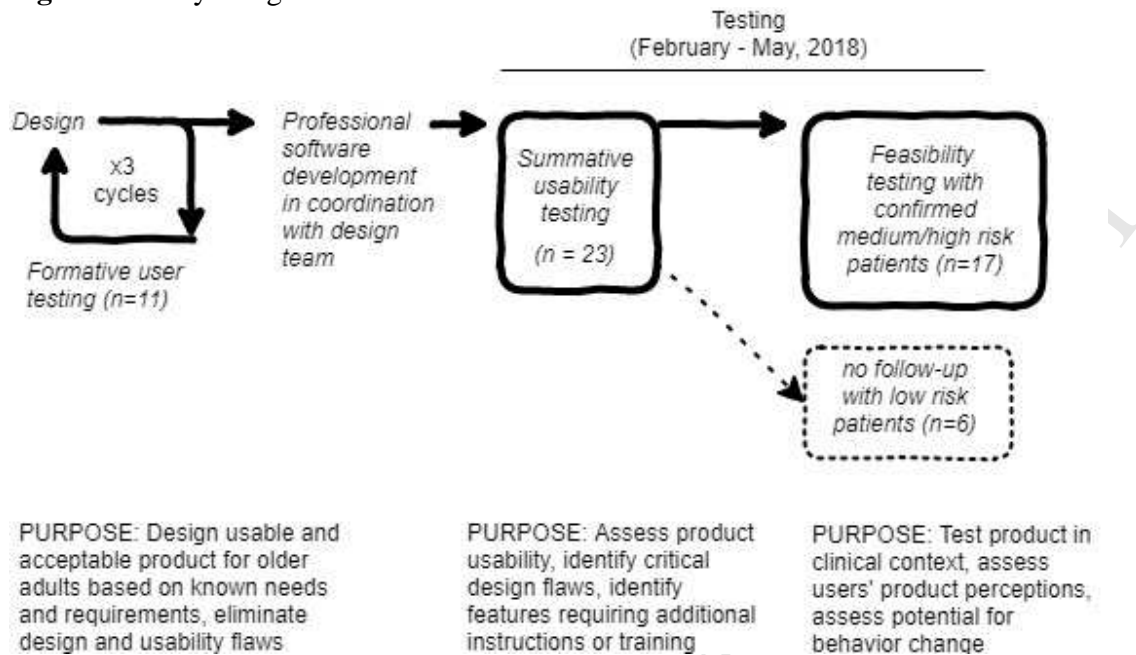 Testing
(February - May, 2018)
Design
x3
cycles
Formative user
testing (n=11)
Professional
software
development
in coordination
with design
team
Summative
usability
testing
(n = 23)
Feasibility
testing with
confirmed
medium/high risk
patients (n=17)
no follow-up
with low risk
patients (n=6)
PURPOSE: Design usable and
acceptable product for older
adults based on known needs
and requirements, eliminate
design and usability flaws
PURPOSE: Assess product
usability, identify critical
design flaws, identify
features requiring additional
instructions or training
PURPOSE: Test product in
clinical context, assess
users' product perceptions,
assess potential for
behavior change